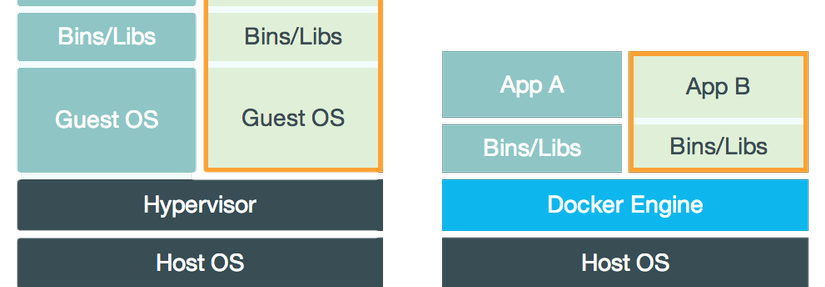 Bins/Libs
Bins/Libs
Guest OS
Guest OS
Hypervisor
Host OS
App A
App B
Bins/Libs
Bins/Libs
Docker Engine
Host OS